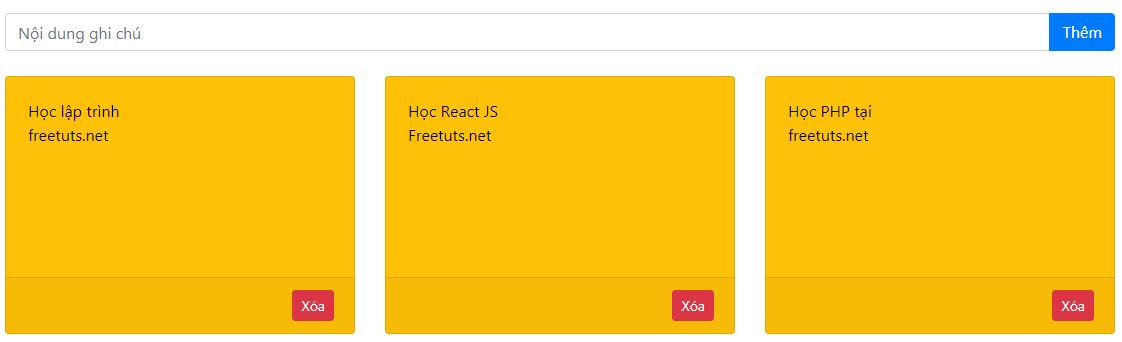 Nội dung ghi chú
Thêm
Học lập trình
freetuts.net
Xóa
Học React JS
Freetuts.net
Xóa
Học PHP tại
freetuts.net
Xóa